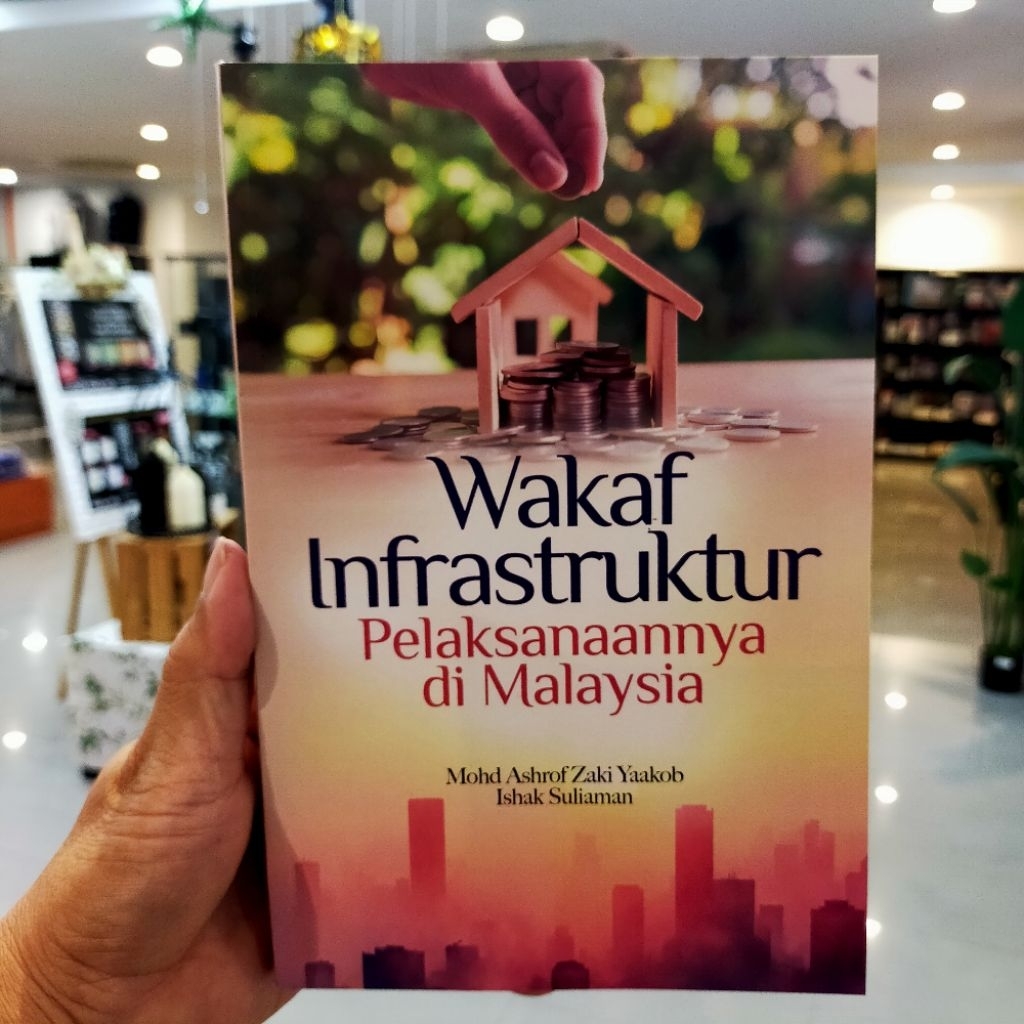 Wakaf
Infrastruktur
Pelaksanaannya
di Malaysia
Mohd Ashrof Zaki Yaakob
Ishak Suliaman